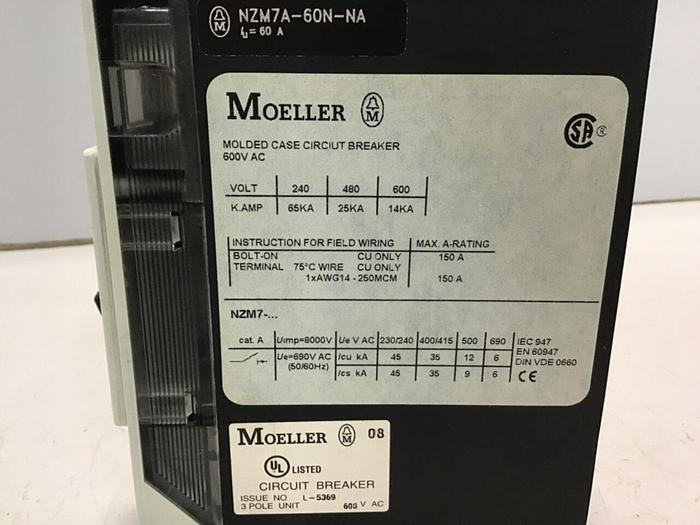 NZM7A-60N-NA
Iu= 60 A
MOELLER
MOLDED CASE CIRCIUT BREAKER
600V AC
VOLT 240 480 600
K.AMP 65KA 25KA 14KA
INSTRUCTION FOR FIELD WIRING MAX. A-RATING
BOLT-ON CU ONLY 150 A
TERMINAL 75°C WIRE CU ONLY
1xAWG14 - 250MCM 150 A
SA ®
NZM7-...
cat. A Uimp=8000V Ue V AC 230/240 400/415 500 690 IEC 947
Ue=690V AC Icu kA 45 35 12 6 EN 60947
(50/60Hz) Ics kA 45 35 9 6 DIN VDE 0660
CE
MOELLER M 08
UL LISTED
CIRCUIT BREAKER
ISSUE NO L-5369
3 POLE UNIT 600 V AC